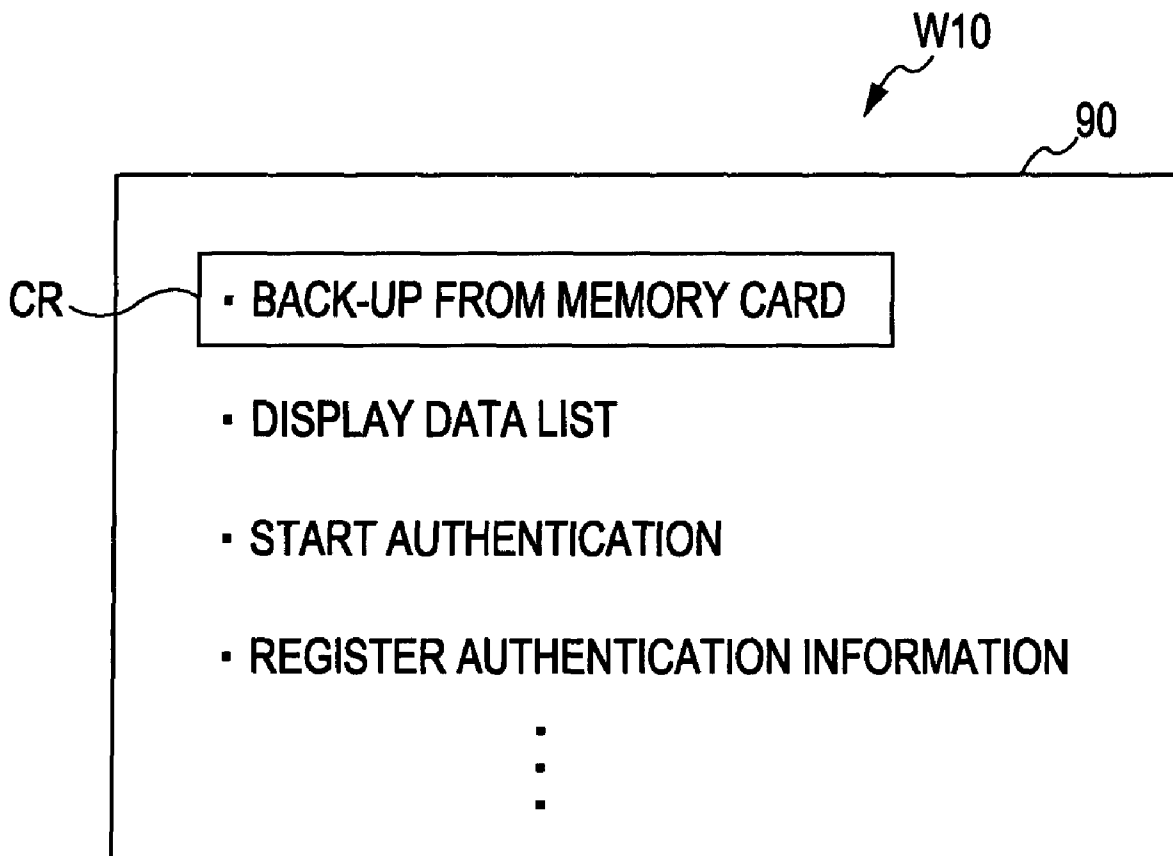 W10
90
CR
▪ BACK-UP FROM MEMORY CARD
▪ DISPLAY DATA LIST
▪ START AUTHENTICATION
▪ REGISTER AUTHENTICATION INFORMATION